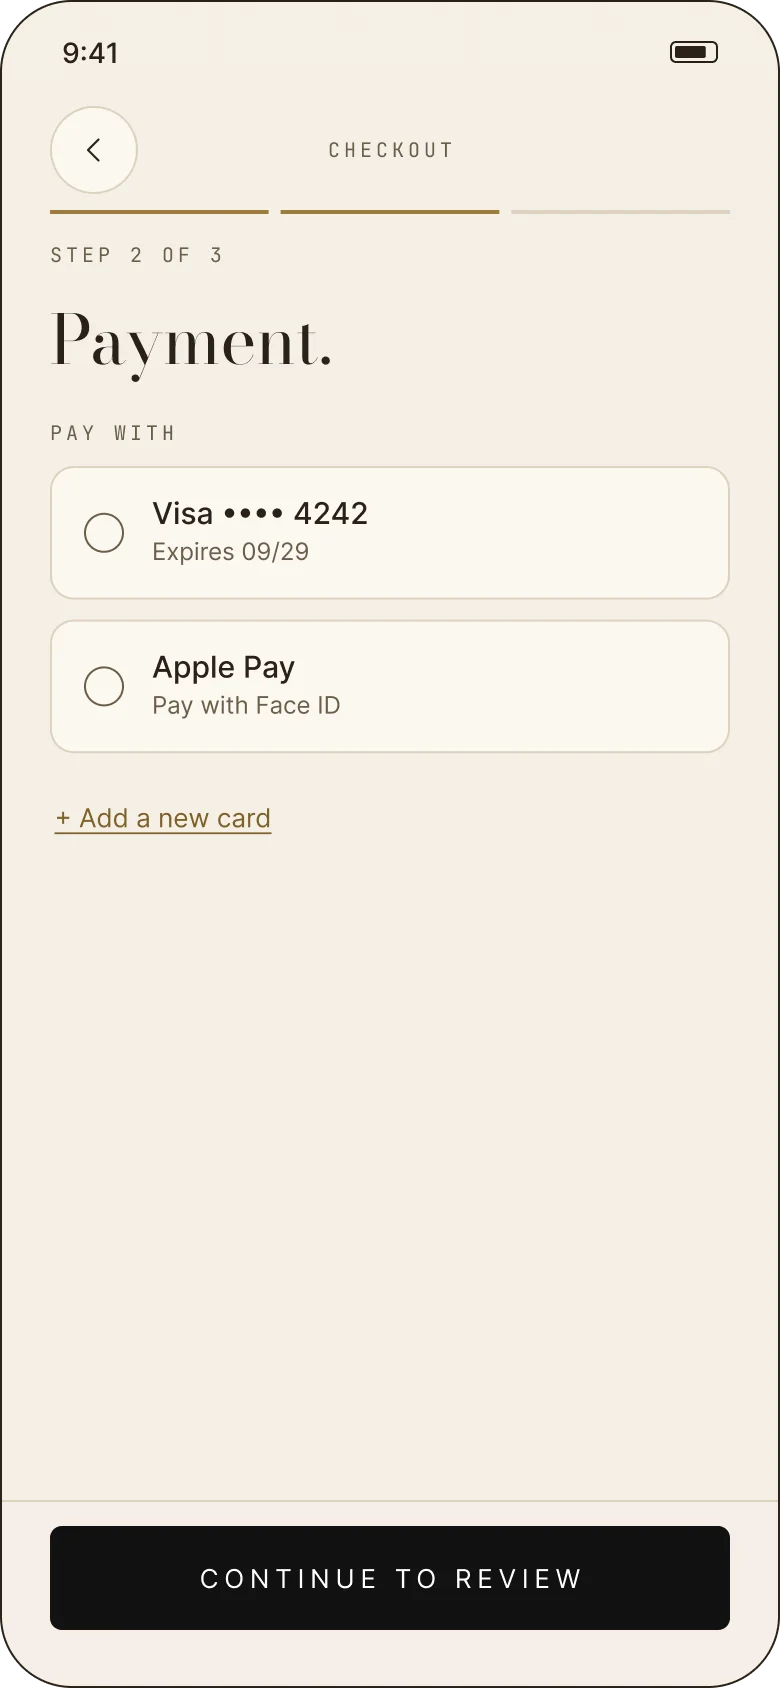 9:41
CHECKOUT
STEP 2 OF 3
Payment.
PAY WITH
Visa •••• 4242
Expires 09/29
Apple Pay
Pay with Face ID
+ Add a new card
CONTINUE TO REVIEW